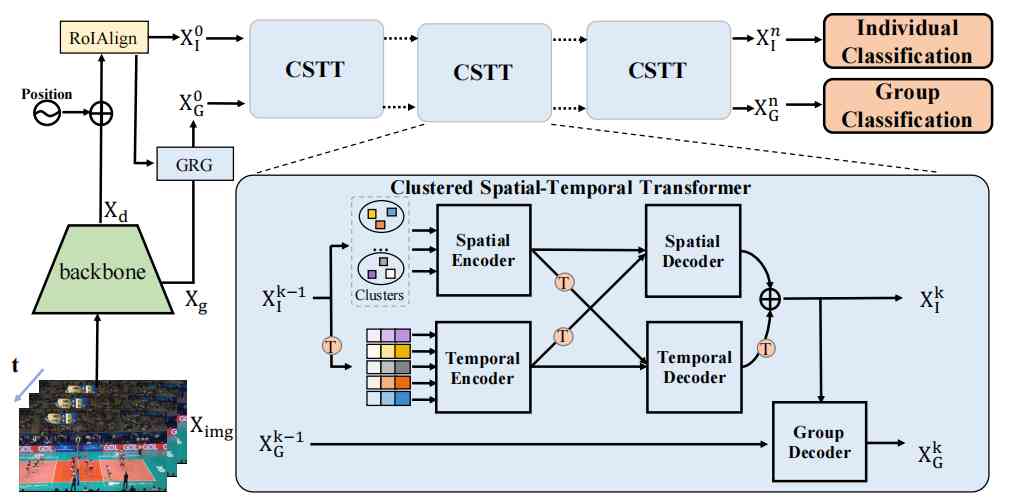 RoIAlign
X_I^0
X_G^0
CSTT
CSTT
CSTT
X_I^n
X_G^n
Individual
Classification
Group
Classification
Position
GRG
X_d
backbone
X_g
t
X_img
Clustered Spatial-Temporal Transformer
X_I^{k-1}
T
...
Clusters
Spatial
Encoder
Temporal
Encoder
T
T
Spatial
Decoder
Temporal
Decoder
T
X_I^k
X_G^{k-1}
Group
Decoder
X_G^k